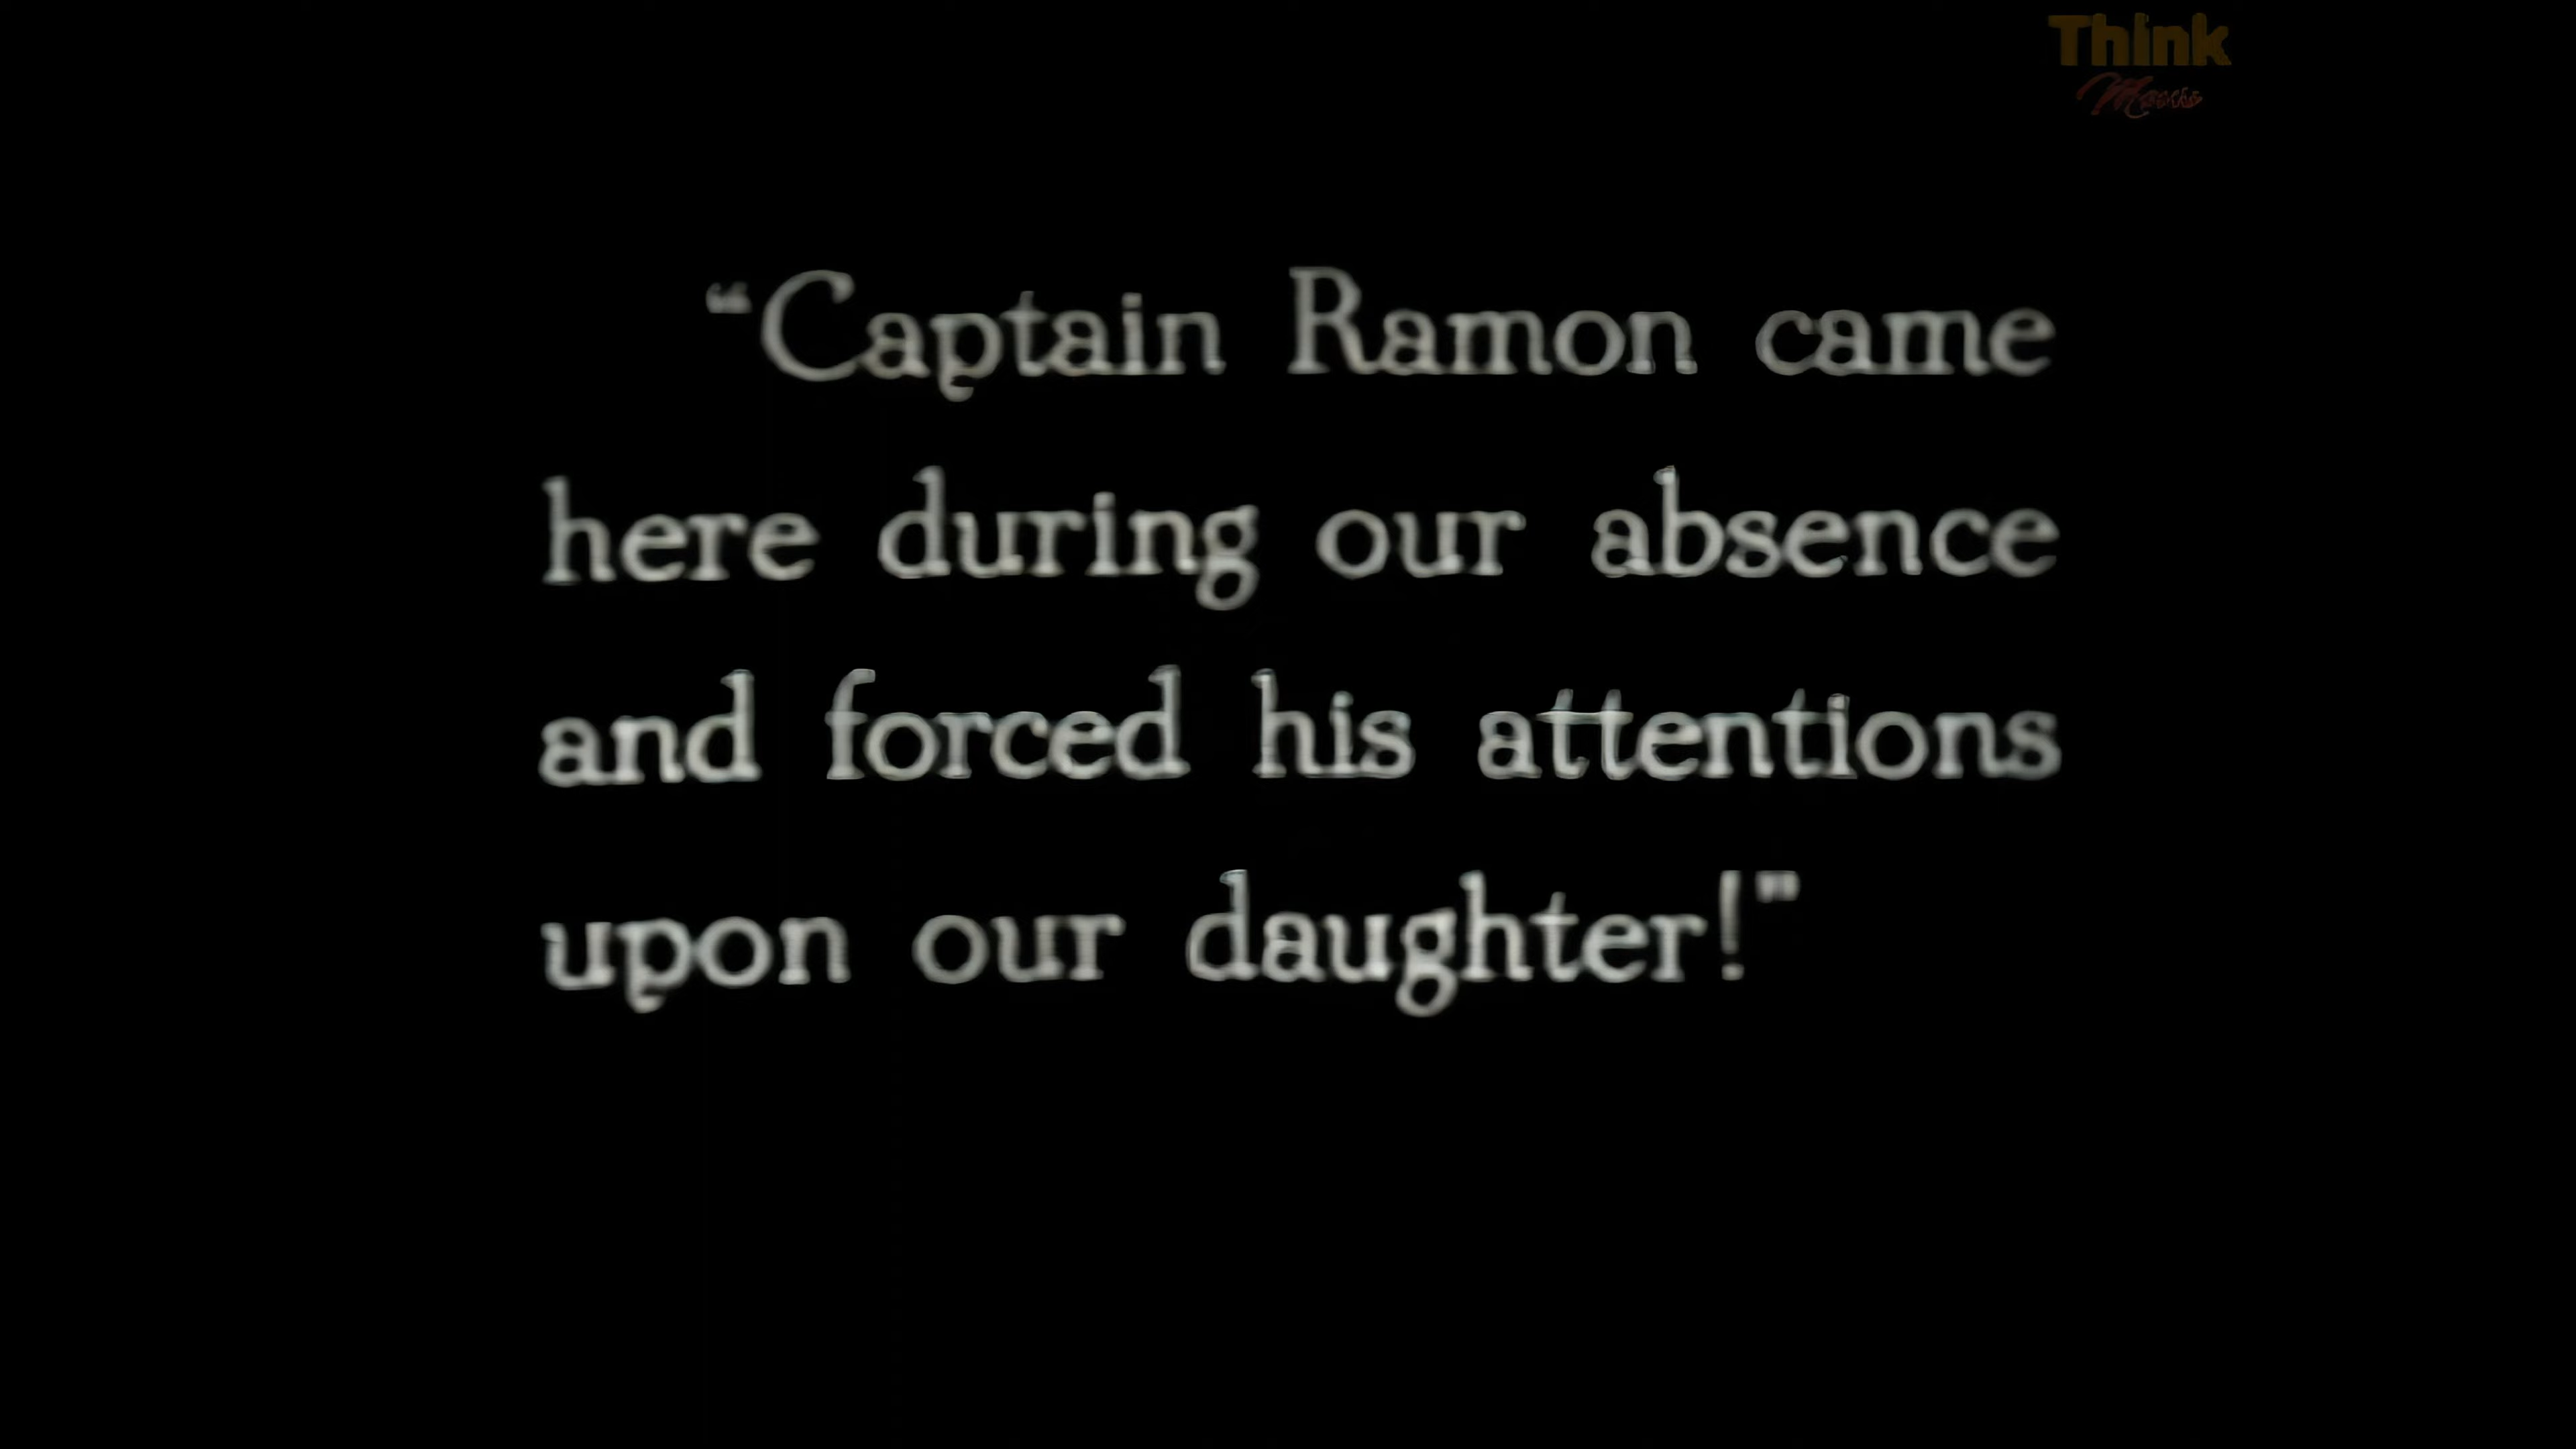 Think
“Captain Ramon came
here during our absence
and forced his attentions
upon our daughter!”